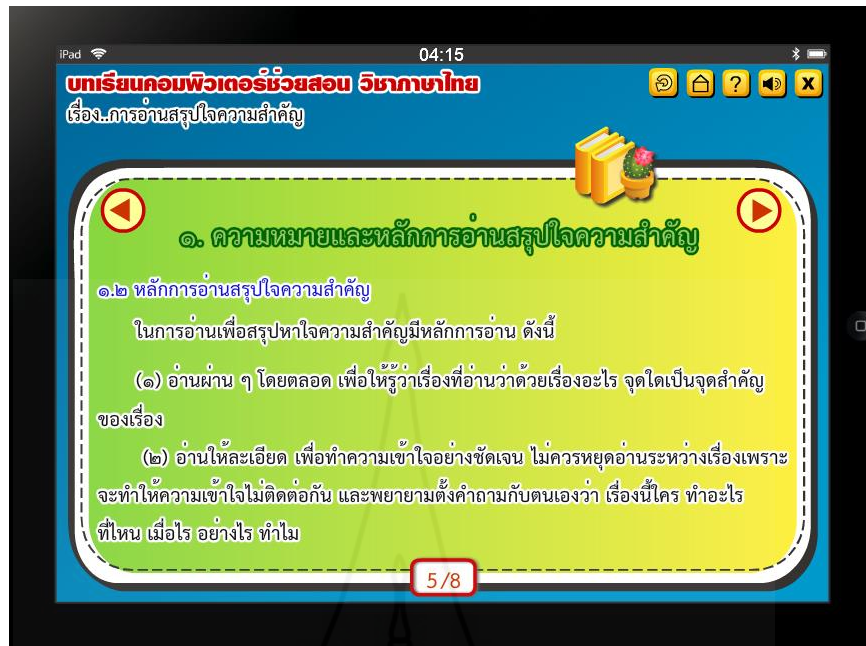 iPad
04:15
บทเรียนคอมพิวเตอร์ช่วยสอน วิชาภาษาไทย
?
X
เรื่อง..การอ่านสรุปใจความสำคัญ
๑. ความหมายและหลักการอ่านสรุปใจความสำคัญ
๑.๒ หลักการอ่านสรุปใจความสำคัญ
ในการอ่านเพื่อสรุปหาใจความสำคัญมีหลักการอ่าน ดังนี้
(๑) อ่านผ่าน ๆ โดยตลอด เพื่อให้รู้ว่าเรื่องที่อ่านว่าด้วยเรื่องอะไร จุดใดเป็นจุดสำคัญ
ของเรื่อง
(๒) อ่านให้ละเอียด เพื่อทำความเข้าใจอย่างชัดเจน ไม่ควรหยุดอ่านระหว่างเรื่องเพราะ
จะทำให้ความเข้าใจไม่ติดต่อกัน และพยายามตั้งคำถามกับตนเองว่า เรื่องนี้ใคร ทำอะไร
ที่ไหน เมื่อไร อย่างไร ทำไม
5/8